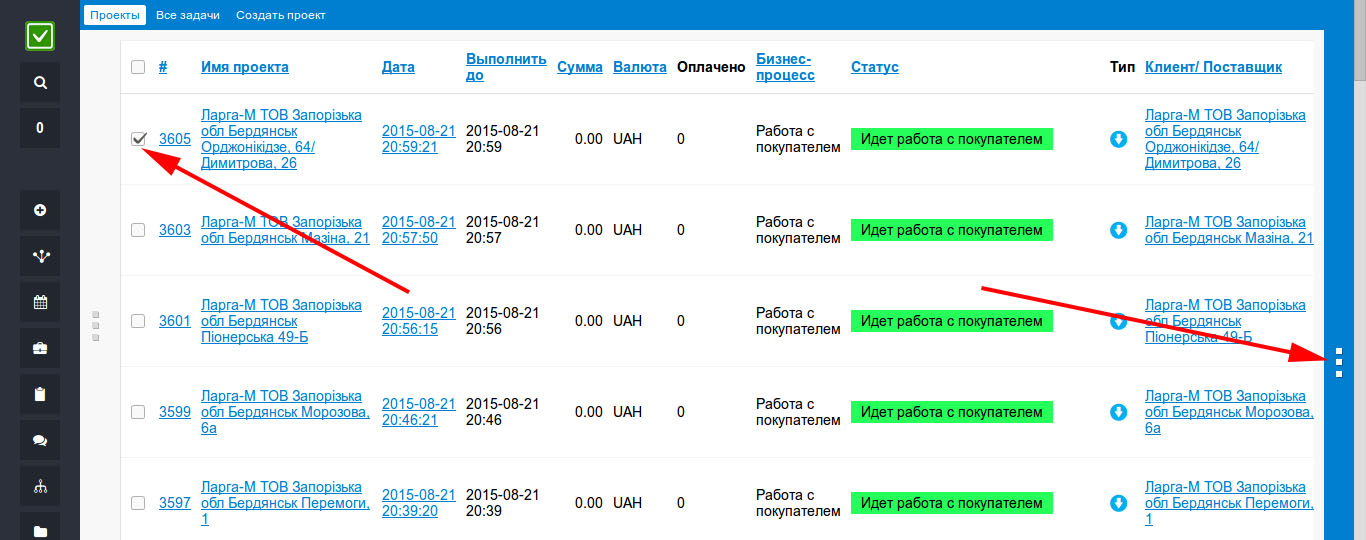 Проекты Все задачи Создать проект
0
# Имя проекта Дата Выполнить до Сумма Валюта Оплачено Бизнес-процесс Статус Тип Клиент/ Поставщик
3605
Ларга-М ТОВ Запорізька
обл Бердянськ
Орджонікідзе, 64/
Димитрова, 26
2015-08-21
20:59:21
2015-08-21
20:59
0.00 UAH 0
Работа с
покупателем
Идет работа с покупателем
Ларга-М ТОВ Запорізька
обл Бердянськ
Орджонікідзе, 64/
Димитрова, 26
3603
Ларга-М ТОВ Запорізька
обл Бердянськ Мазіна, 21
2015-08-21
20:57:50
2015-08-21
20:57
0.00 UAH 0
Работа с
покупателем
Идет работа с покупателем
Ларга-М ТОВ Запорізька
обл Бердянськ Мазіна, 21
3601
Ларга-М ТОВ Запорізька
обл Бердянськ
Піонерська 49-Б
2015-08-21
20:56:15
2015-08-21
20:56
0.00 UAH 0
Работа с
покупателем
Идет работа с покупателем
Ларга-М ТОВ Запорізька
обл Бердянськ
Піонерська 49-Б
3599
Ларга-М ТОВ Запорізька
обл Бердянськ Морозова,
6а
2015-08-21
20:46:21
2015-08-21
20:46
0.00 UAH 0
Работа с
покупателем
Идет работа с покупателем
Ларга-М ТОВ Запорізька
обл Бердянськ Морозова,
6а
3597
Ларга-М ТОВ Запорізька
обл Бердянськ Перемоги,
1
2015-08-21
20:39:20
2015-08-21
20:39
0.00 UAH 0
Работа с
покупателем
Идет работа с покупателем
Ларга-М ТОВ Запорізька
обл Бердянськ Перемоги,
1